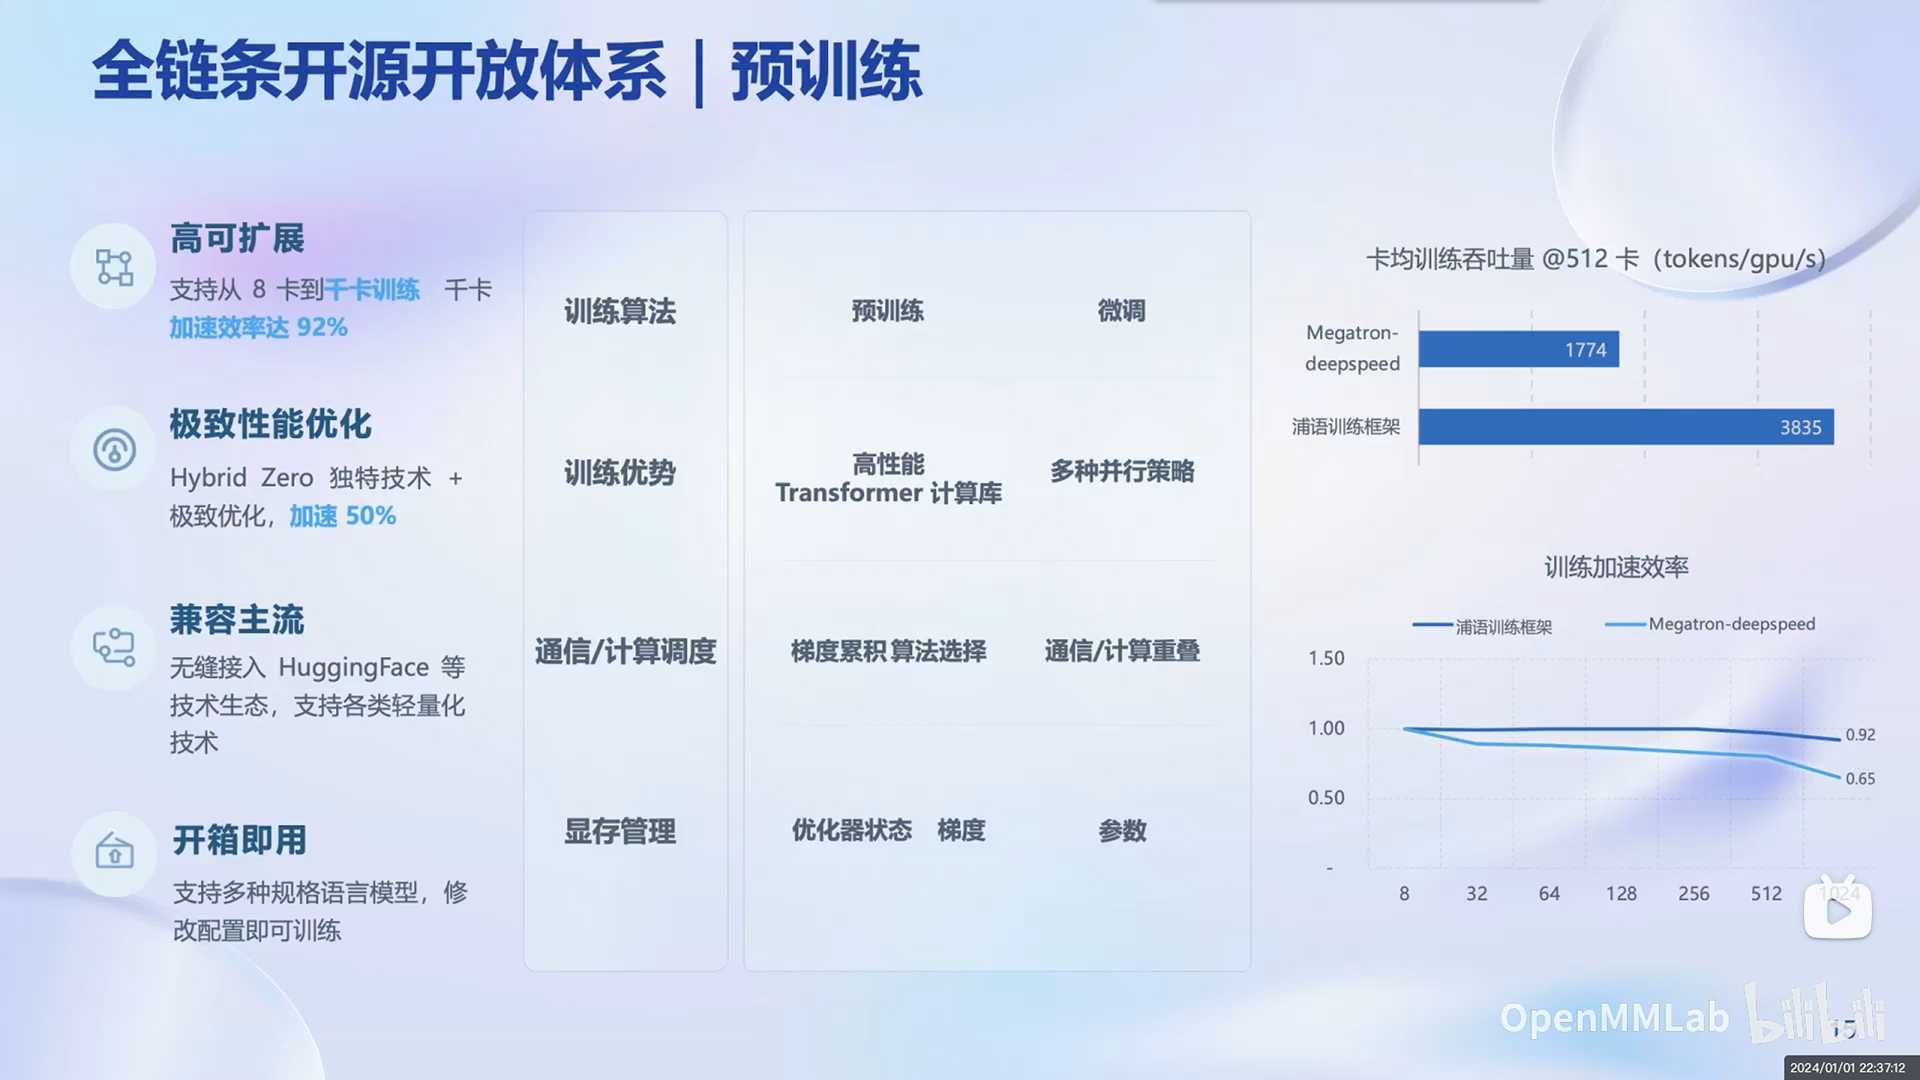 全链条开源开放体系 | 预训练
高可扩展
支持从 8 卡到千卡训练 千卡
加速效率达 92%
极致性能优化
Hybrid Zero 独特技术 +
极致优化，加速 50%
兼容主流
无缝接入 HuggingFace 等
技术生态，支持各类轻量化
技术
开箱即用
支持多种规格语言模型，修
改配置即可训练
训练算法
预训练
微调
训练优势
高性能
Transformer 计算库
多种并行策略
通信/计算调度
梯度累积 算法选择
通信/计算重叠
显存管理
优化器状态 梯度
参数
卡均训练吞吐量 @512 卡（tokens/gpu/s）
Megatron-
deepspeed
1774
浦语训练框架
3835
训练加速效率
浦语训练框架
Megatron-deepspeed
1.50
1.00
0.50
-
0.92
0.65
8 32 64 128 256 512 1024
OpenMMLab bilibili
15
2024/01/01 22:37:12